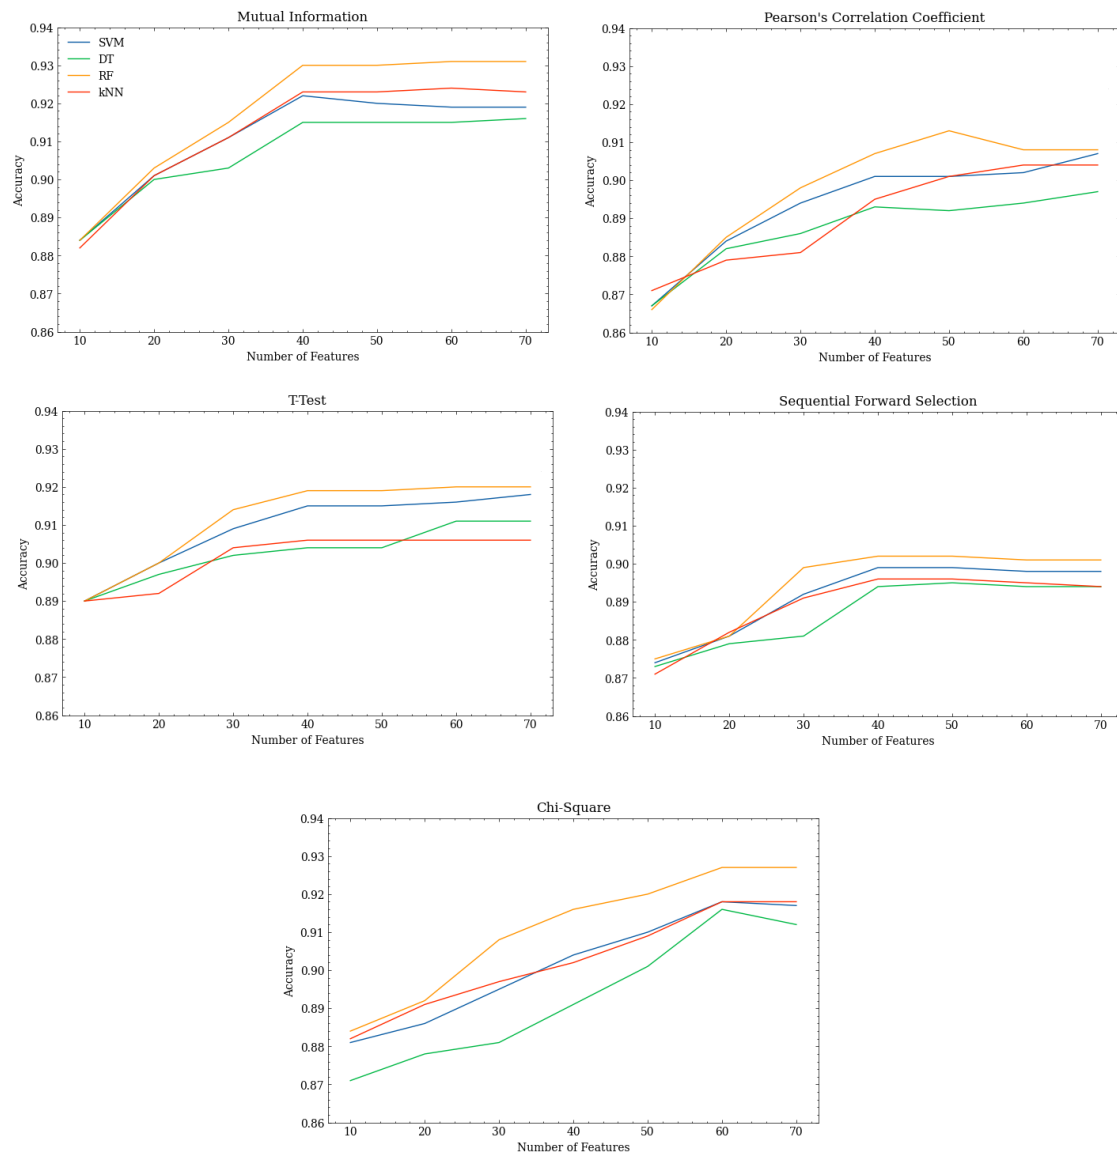 Mutual Information
0.94
0.93
0.92
0.91
0.90
0.89
0.88
0.87
0.86
Accuracy
SVM
DT
RF
kNN
10 20 30 40 50 60 70
Number of Features
Pearson's Correlation Coefficient
0.94
0.93
0.92
0.91
0.90
0.89
0.88
0.87
0.86
Accuracy
10 20 30 40 50 60 70
Number of Features
T-Test
0.94
0.93
0.92
0.91
0.90
0.89
0.88
0.87
0.86
Accuracy
10 20 30 40 50 60 70
Number of Features
Sequential Forward Selection
0.94
0.93
0.92
0.91
0.90
0.89
0.88
0.87
0.86
Accuracy
10 20 30 40 50 60 70
Number of Features
Chi-Square
0.94
0.93
0.92
0.91
0.90
0.89
0.88
0.87
0.86
Accuracy
10 20 30 40 50 60 70
Number of Features